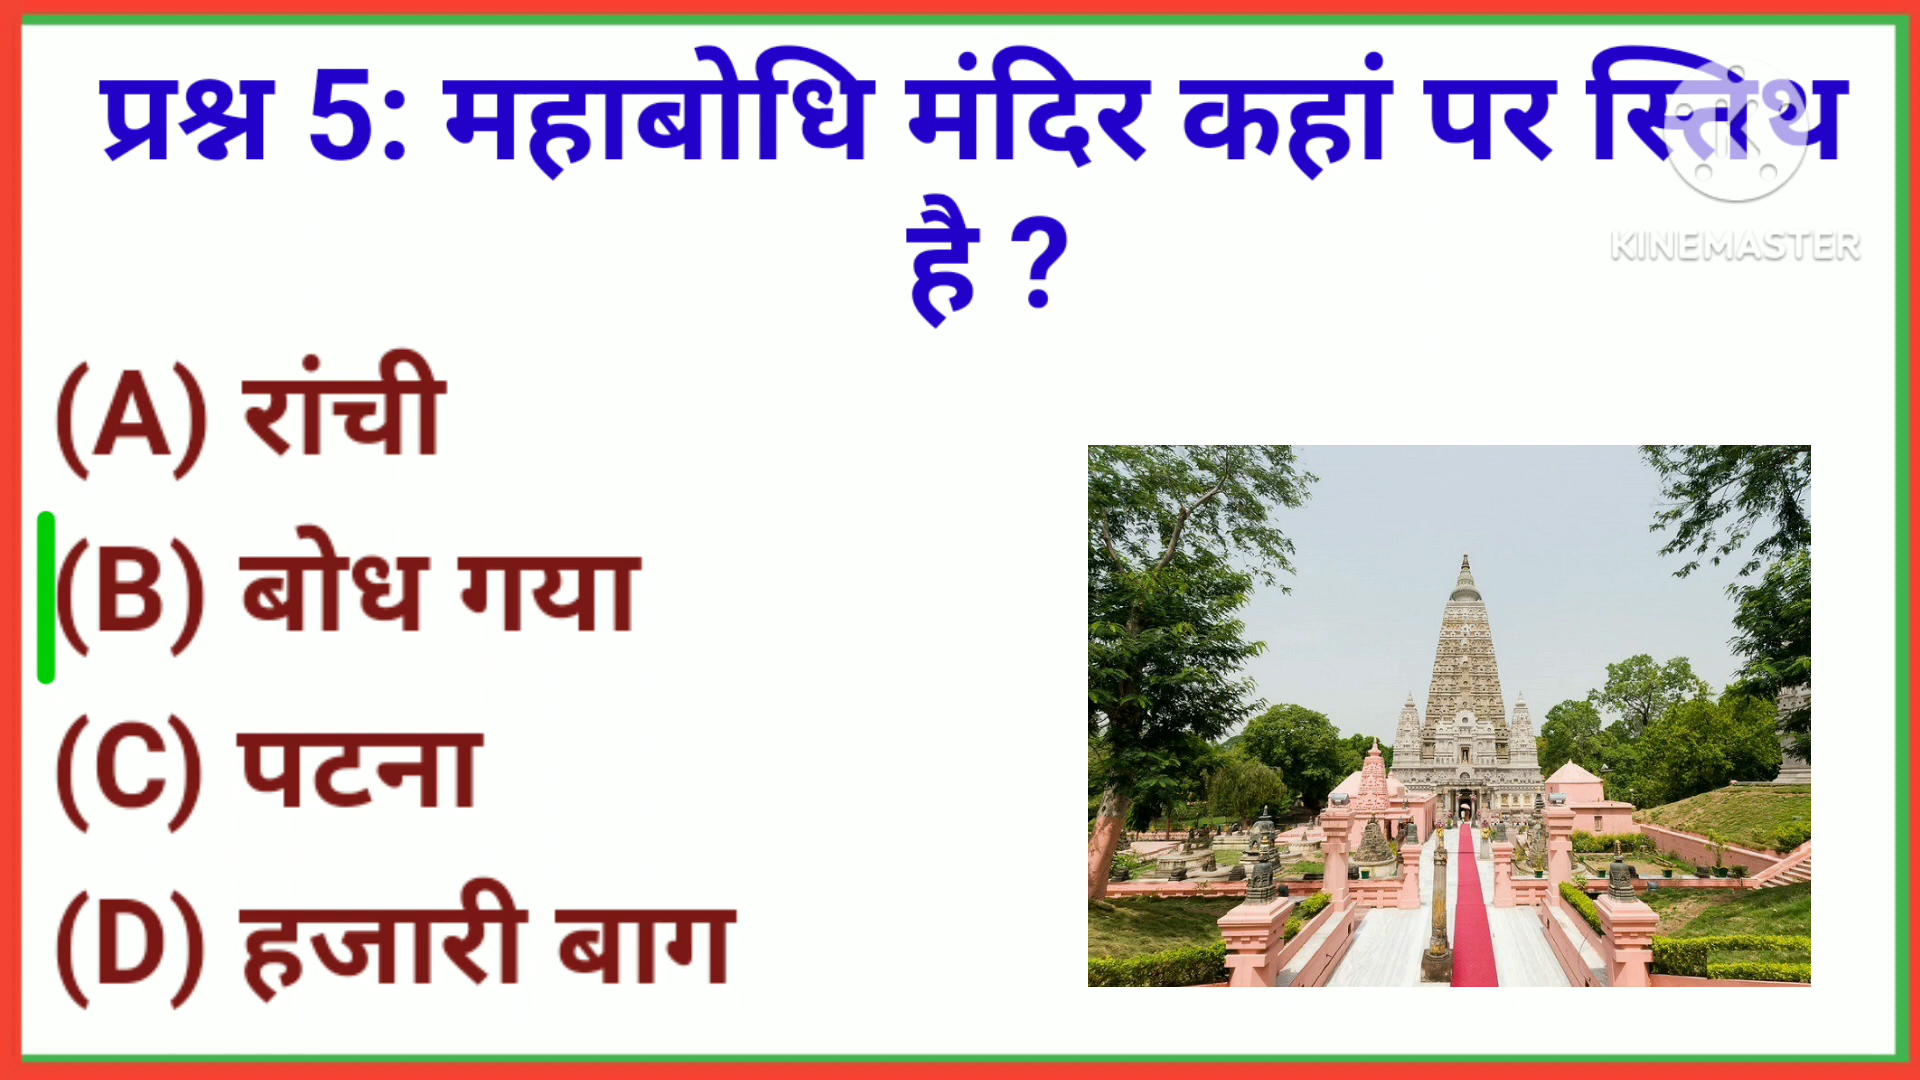 प्रश्न 5: महाबोधि मंदिर कहां पर स्तिथ
है ?
KINEMASTER
(A) रांची
(B) बोध गया
(C) पटना
(D) हजारी बाग